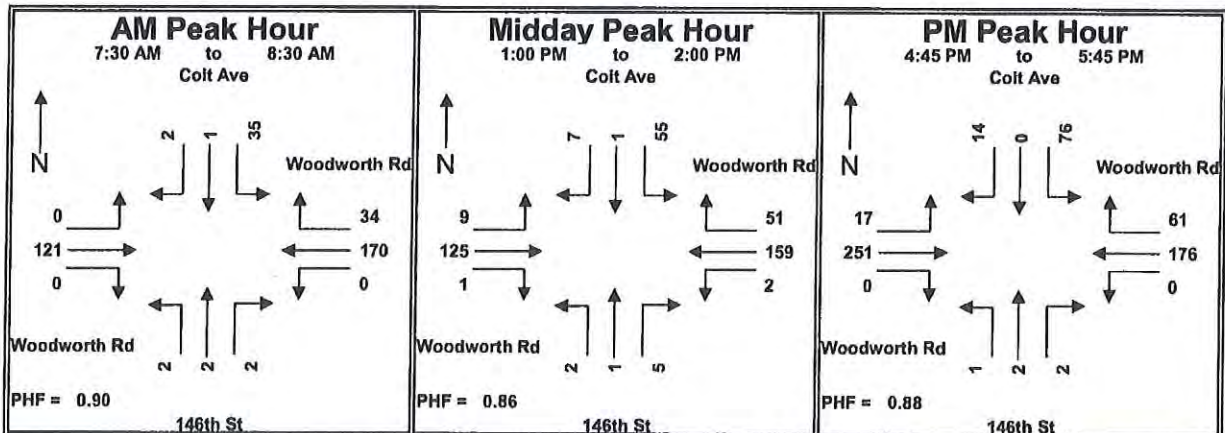 AM Peak Hour
7:30 AM to 8:30 AM
Colt Ave
2 1 35
N
Woodworth Rd
0 34
121 170
0 0
Woodworth Rd
2 2 2
PHF = 0.90
146th St
Midday Peak Hour
1:00 PM to 2:00 PM
Colt Ave
7 1 55
N
Woodworth Rd
9 51
125 159
1 2
Woodworth Rd
2 1 5
PHF = 0.86
146th St
PM Peak Hour
4:45 PM to 5:45 PM
Colt Ave
14 0 76
N
Woodworth Rd
17 61
251 176
0 0
Woodworth Rd
1 2 2
PHF = 0.88
146th St